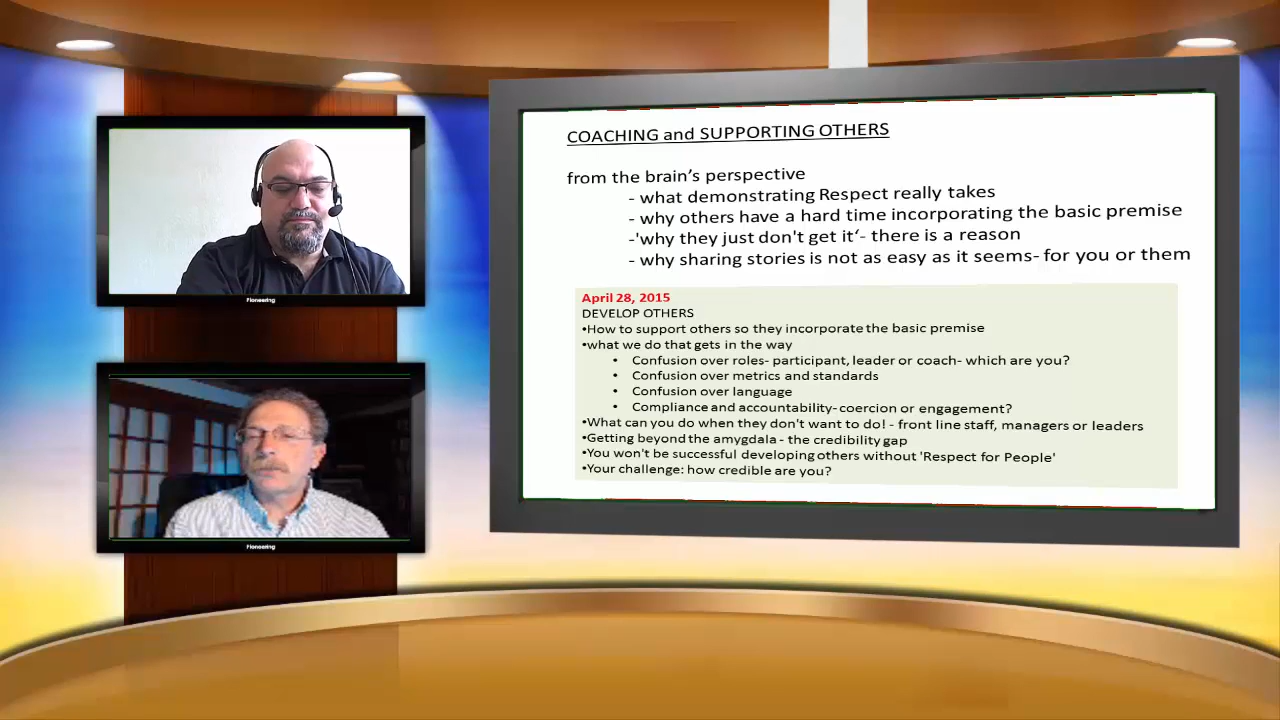 COACHING and SUPPORTING OTHERS
from the brain's perspective
- what demonstrating Respect really takes
- why others have a hard time incorporating the basic premise
-'why they just don't get it‘- there is a reason
- why sharing stories is not as easy as it seems- for you or them
April 28, 2015
DEVELOP OTHERS
•How to support others so they incorporate the basic premise
•what we do that gets in the way
• Confusion over roles- participant, leader or coach- which are you?
• Confusion over metrics and standards
• Confusion over language
• Compliance and accountability- coercion or engagement?
•What can you do when they don't want to do! - front line staff, managers or leaders
•Getting beyond the amygdala - the credibility gap
•You won't be successful developing others without 'Respect for People'
•Your challenge: how credible are you?
Pioneering
Pioneering